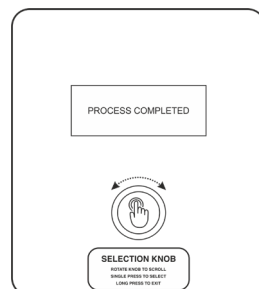 PROCESS COMPLETED
SELECTION KNOB
ROTATE KNOB TO SCROLL
SINGLE PRESS TO SELECT
LONG PRESS TO EXIT